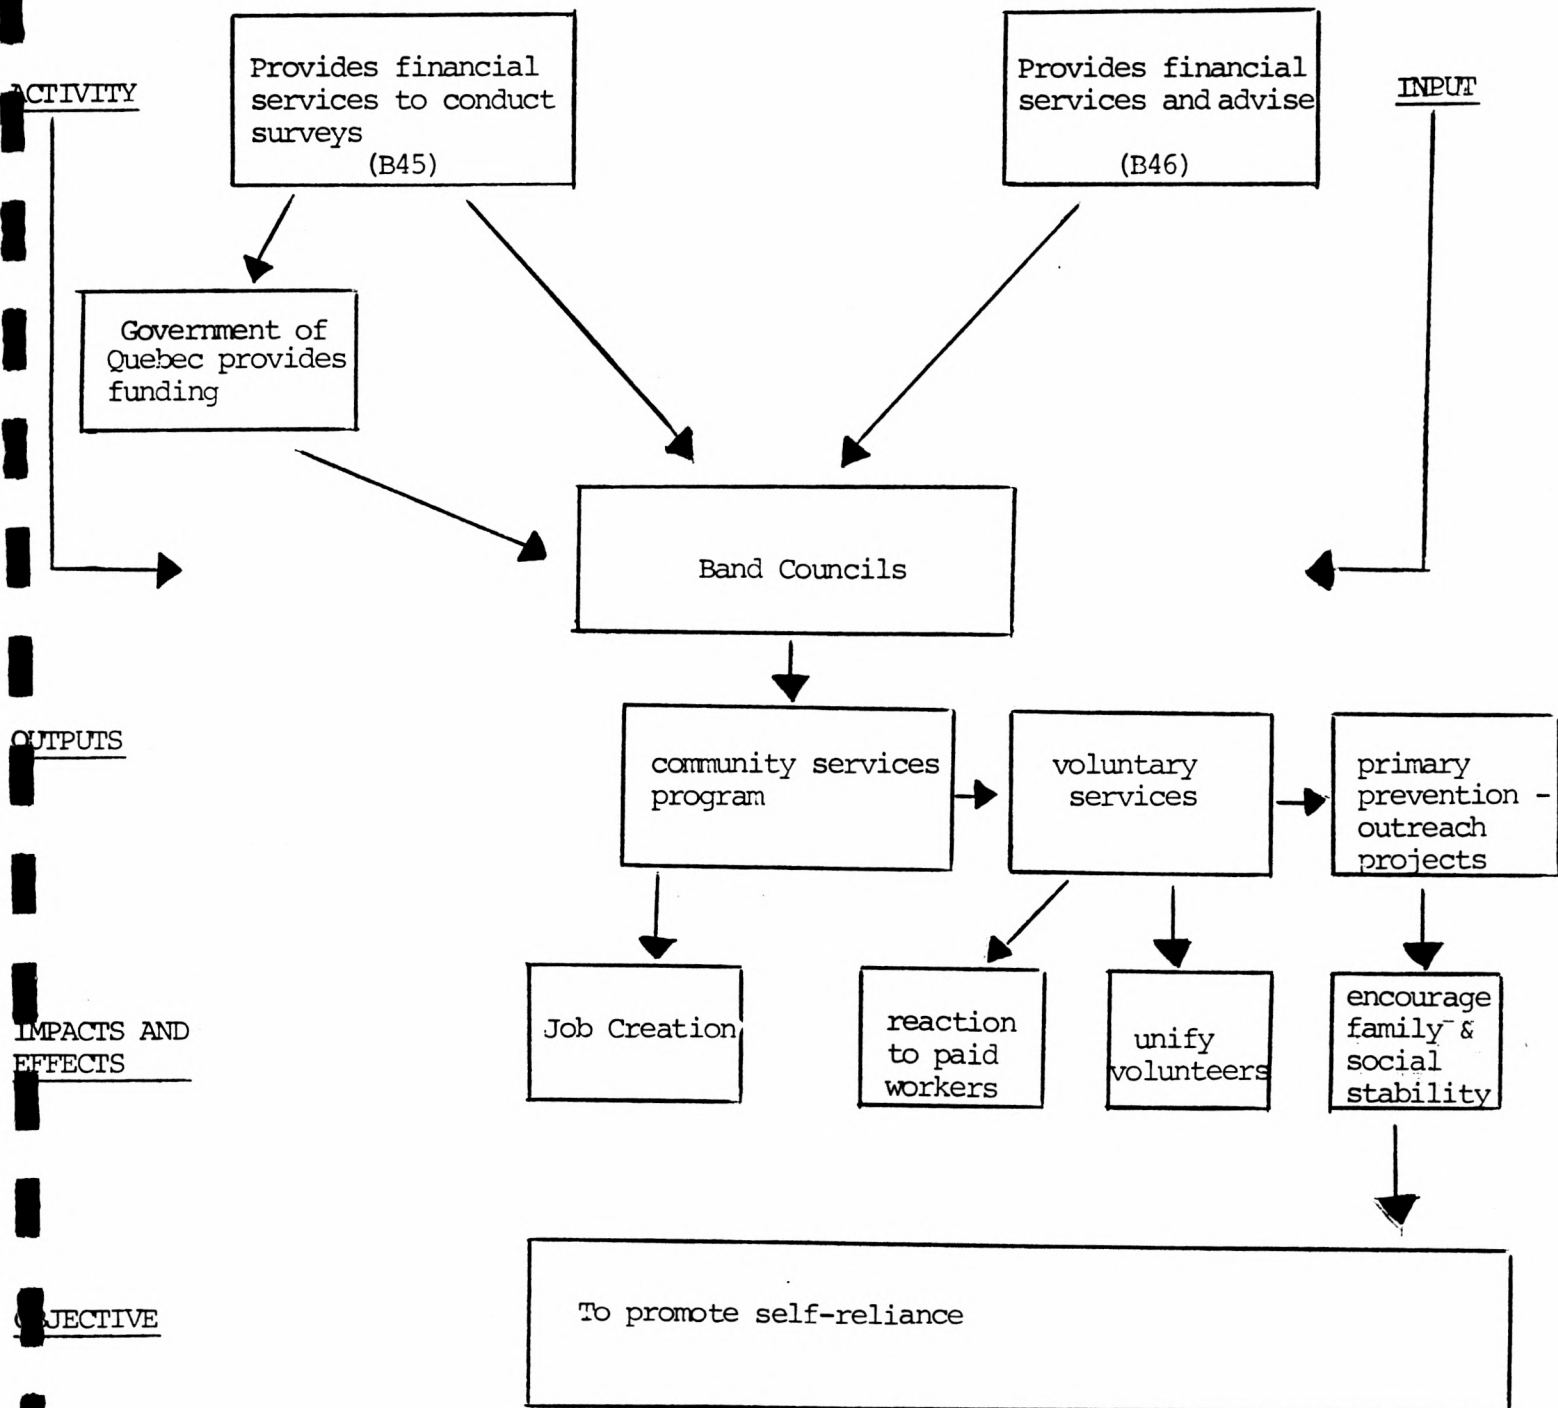 ACTIVITY
Provides financial
services to conduct
surveys
(B45)
Provides financial
services and advise
(B46)
INPUT
Government of
Quebec provides
funding
Band Councils
OUTPUTS
community services
program
voluntary
services
primary
prevention -
outreach
projects
IMPACTS AND
EFFECTS
Job Creation
reaction
to paid
workers
unify
volunteers
encourage
family &
social
stability
OBJECTIVE
To promote self-reliance